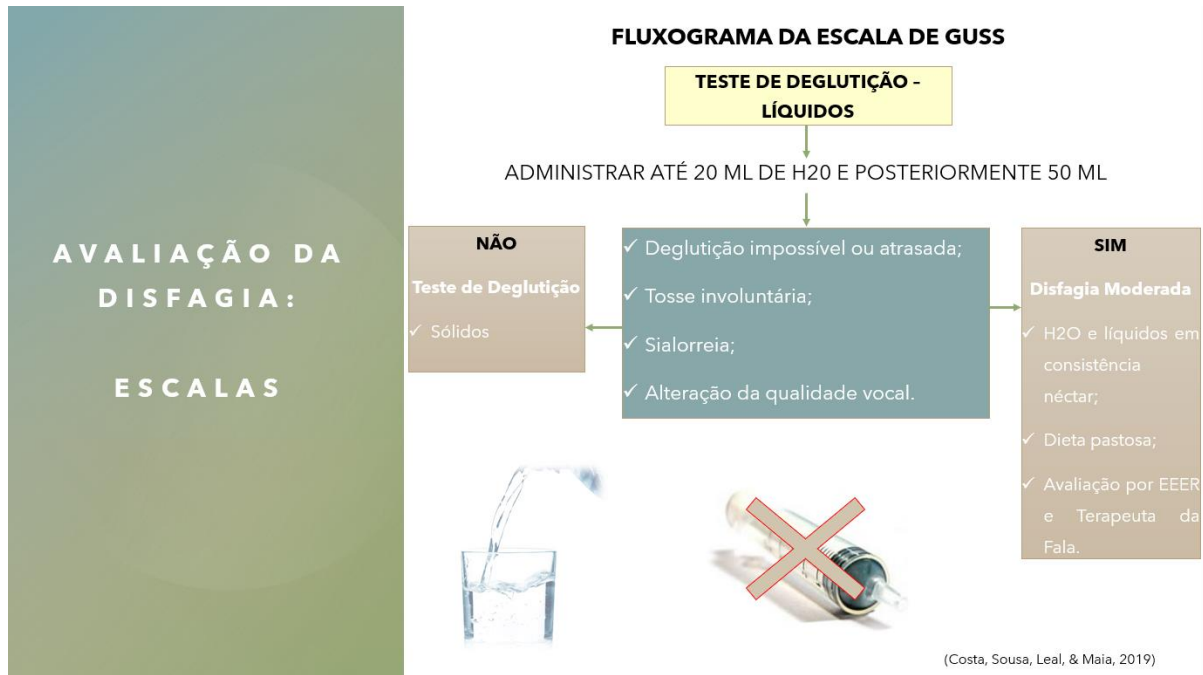 AVALIAÇÃO DA
DISFAGIA:
ESCALAS
FLUXOGRAMA DA ESCALA DE GUSS
TESTE DE DEGLUTIÇÃO –
LÍQUIDOS
ADMINISTRAR ATÉ 20 ML DE H20 E POSTERIORMENTE 50 ML
NÃO
Teste de Deglutição
✓ Sólidos
✓ Deglutição impossível ou atrasada;
✓ Tosse involuntária;
✓ Sialorreia;
✓ Alteração da qualidade vocal.
SIM
Disfagia Moderada
✓ H2O e líquidos em
consistência
néctar;
✓ Dieta pastosa;
✓ Avaliação por EEER
e Terapeuta da
Fala.
(Costa, Sousa, Leal, & Maia, 2019)